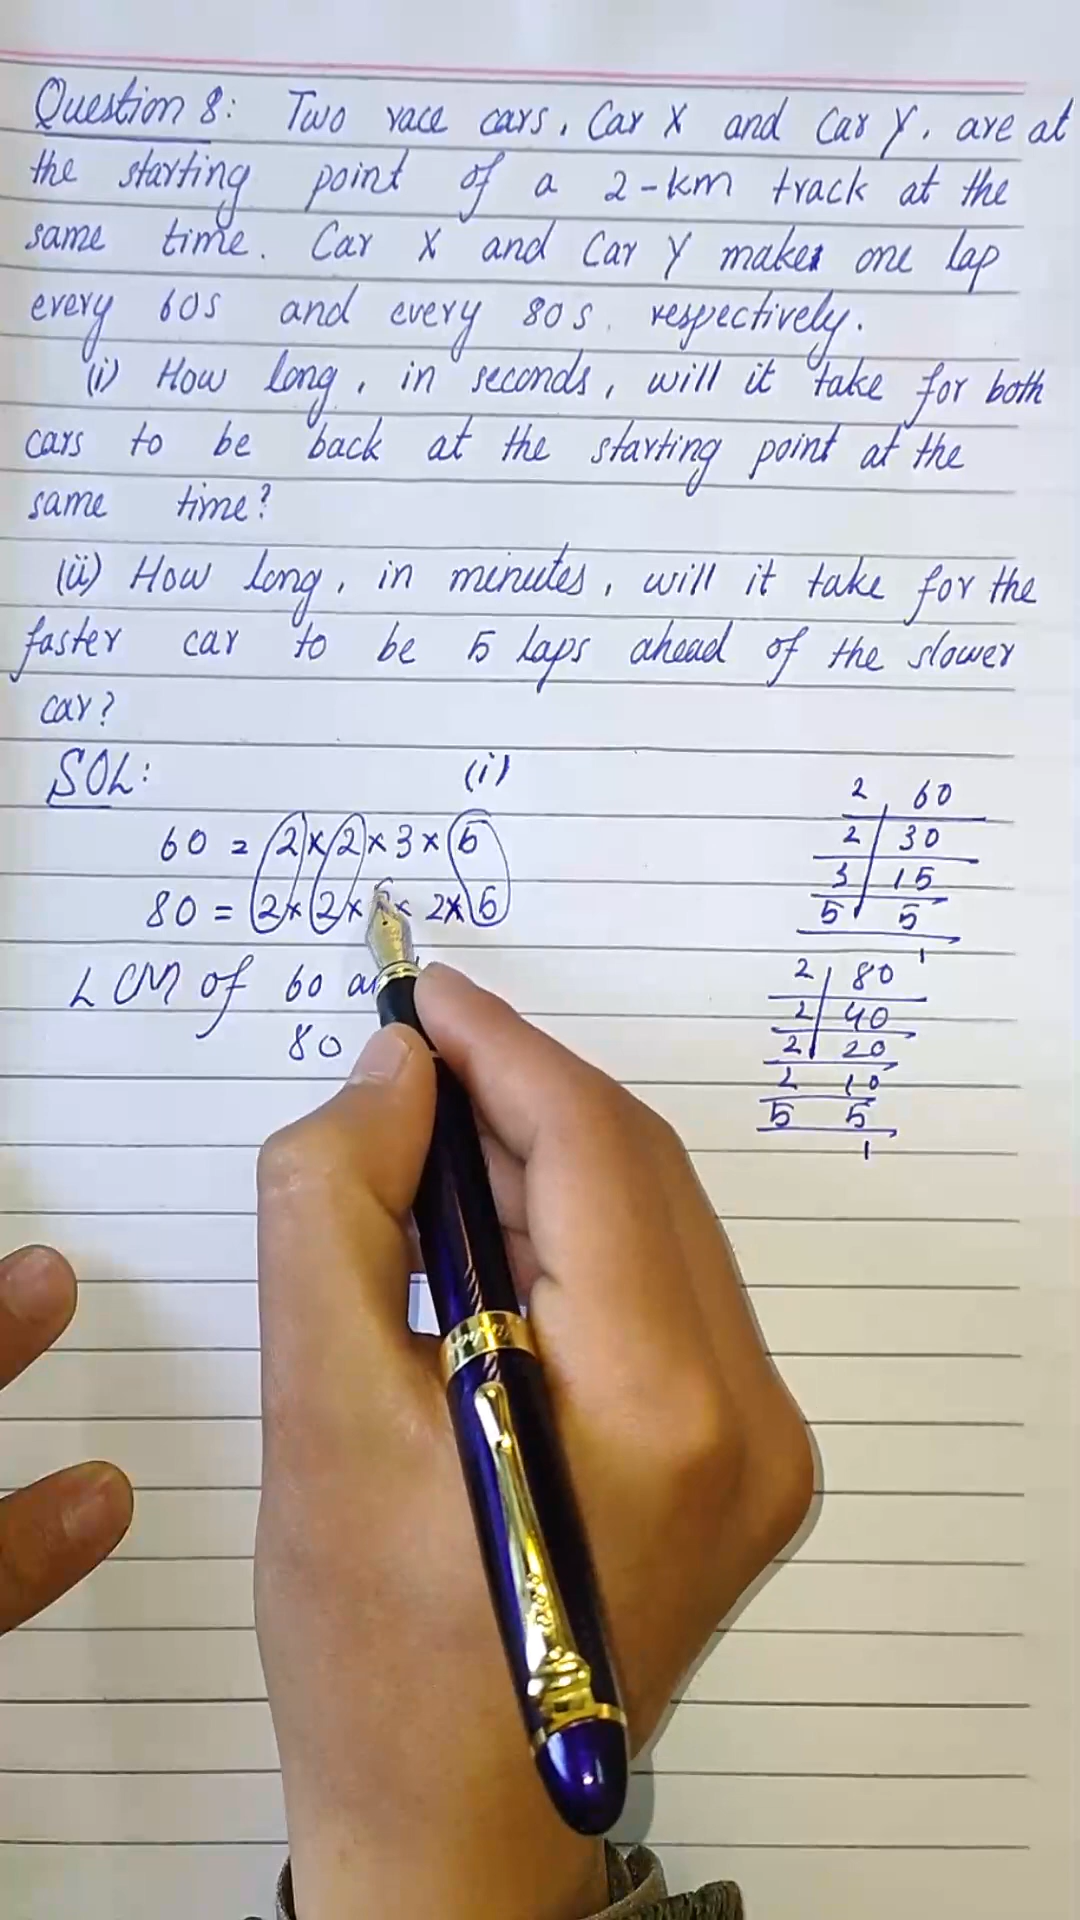 Question 8: Two race cars, Car X and Car Y, are at
the starting point of a 2-km track at the
same time. Car X and Car Y makes one lap
every 60s and every 80s, respectively.
(i) How long, in seconds, will it take for both
cars to be back at the starting point at the
same time?
(ii) How long, in minutes, will it take for the
faster car to be 5 laps ahead of the slower
car?
SOL: (i)
60 = 2 × 2 × 3 × 5
80 = 2 × 2 × × 2 × 5
LCM of 60
80
2 60
2 30
3 15
5 5
1
2 80
2 40
2 20
2 10
5 5
1